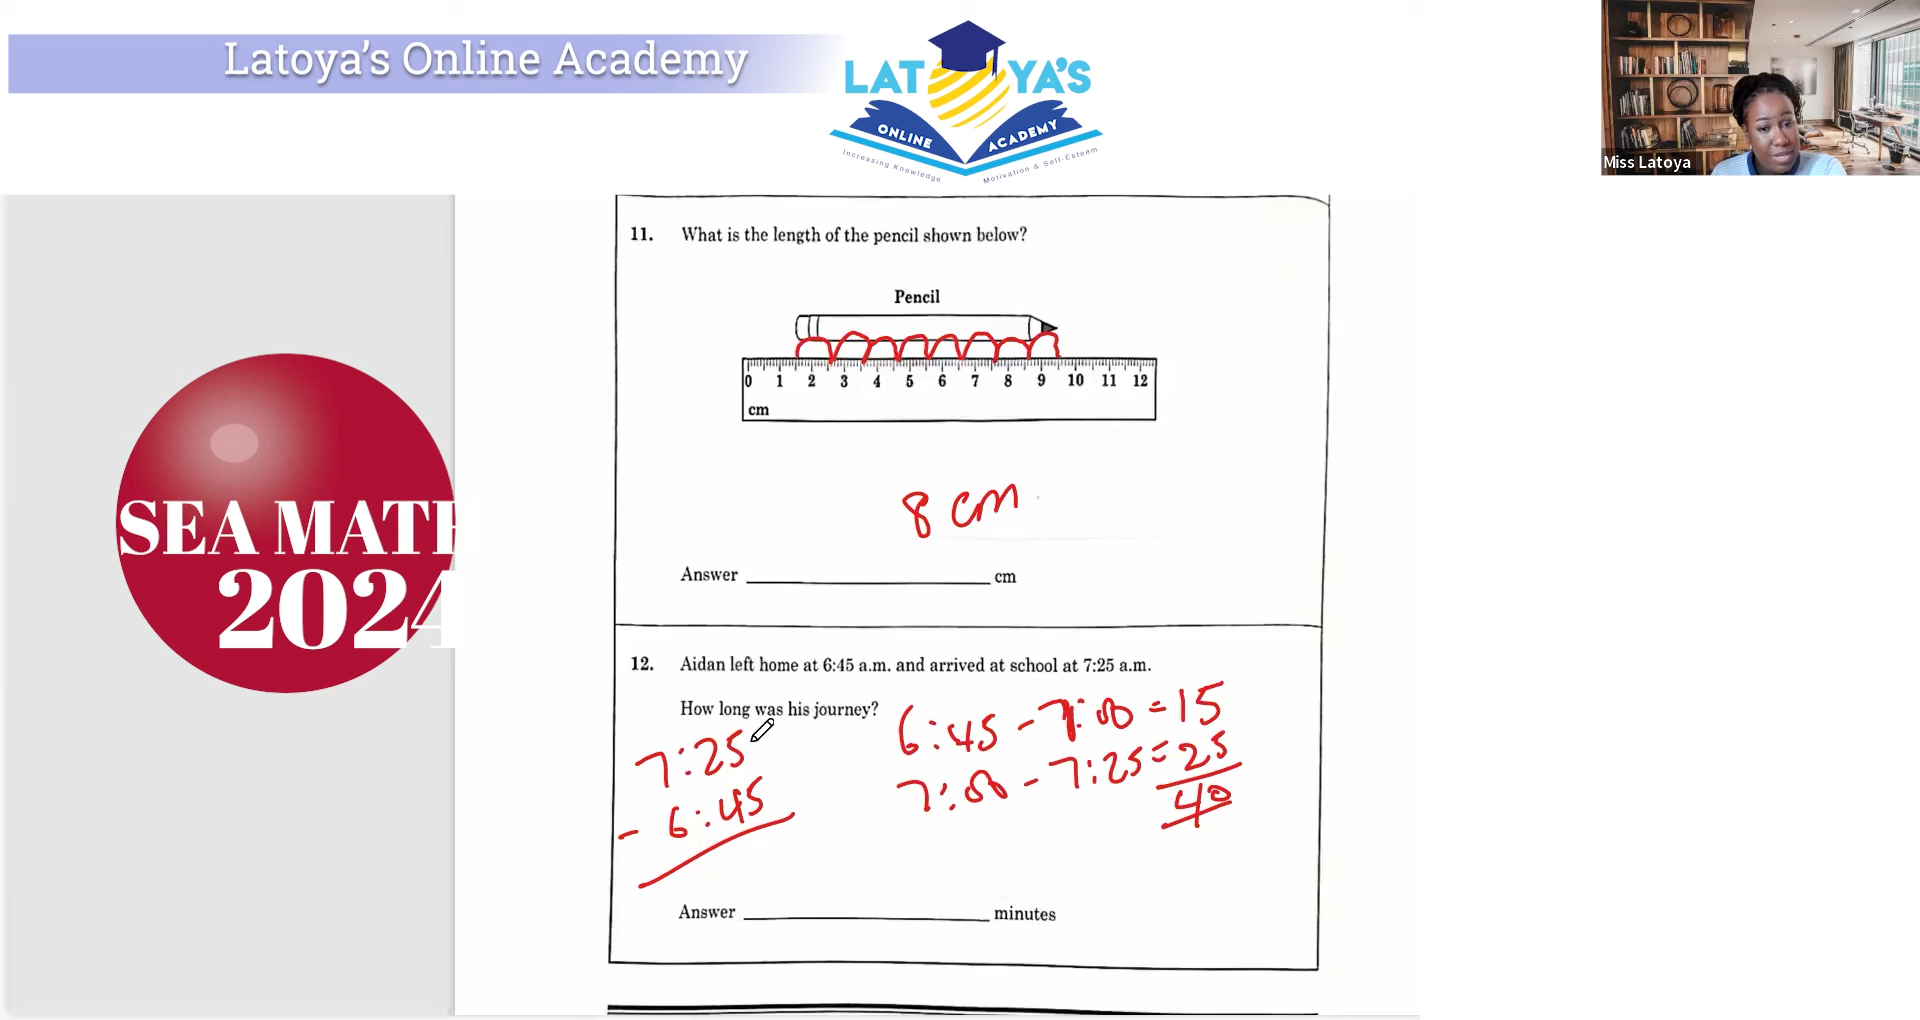 Latoya’s Online Academy
LAT YA'S
ONLINE ACADEMY
Increasing Knowledge Motivation & Self-Esteem
Miss Latoya
11. What is the length of the pencil shown below?
Pencil
0 1 2 3 4 5 6 7 8 9 10 11 12
cm
8 cm
Answer ____ cm
SEA MATH
2024
12. Aidan left home at 6:45 a.m. and arrived at school at 7:25 a.m.
How long was his journey?
6:45 - 7:00 = 15
7:00 - 7:25 = 25
40
7:25
- 6:45
Answer ____ minutes